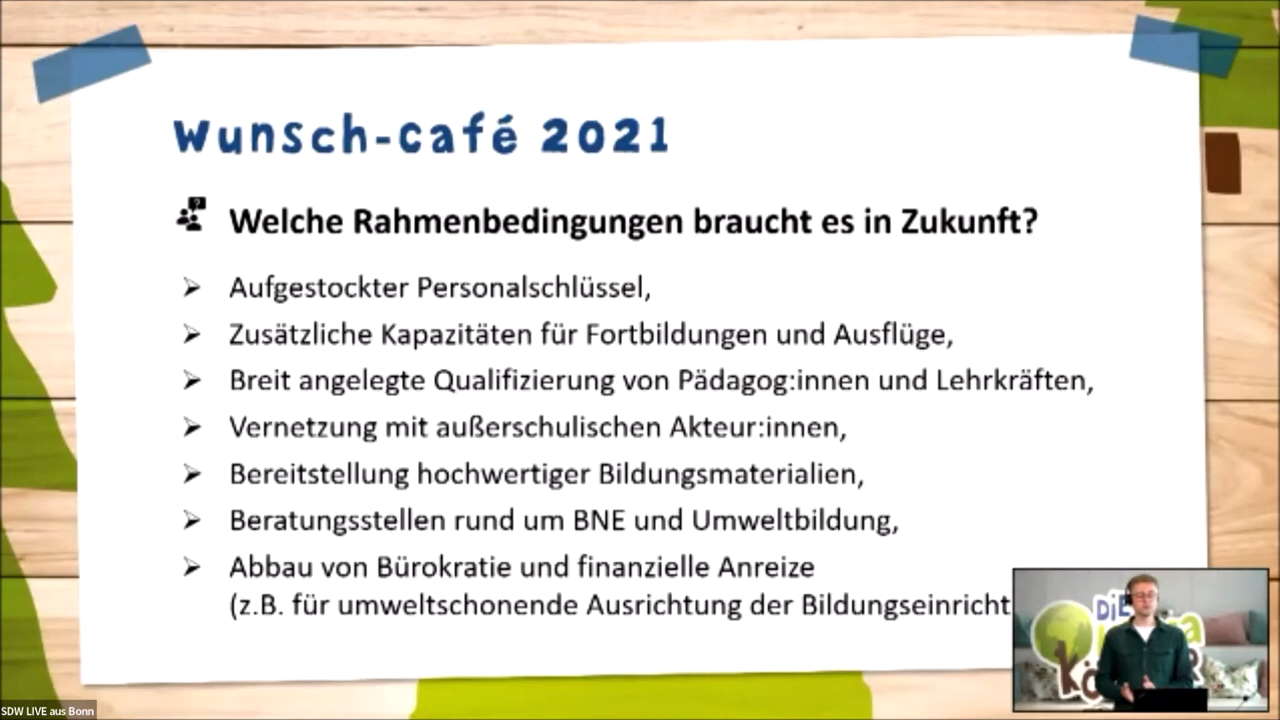 Wunsch-café 2021
Welche Rahmenbedingungen braucht es in Zukunft?
Aufgestockter Personalschlüssel,
Zusätzliche Kapazitäten für Fortbildungen und Ausflüge,
Breit angelegte Qualifizierung von Pädagog:innen und Lehrkräften,
Vernetzung mit außerschulischen Akteur:innen,
Bereitstellung hochwertiger Bildungsmaterialien,
Beratungsstellen rund um BNE und Umweltbildung,
Abbau von Bürokratie und finanzielle Anreize
(z.B. für umweltschonende Ausrichtung der Bildungseinricht
DiE
SDW LIVE aus Bonn